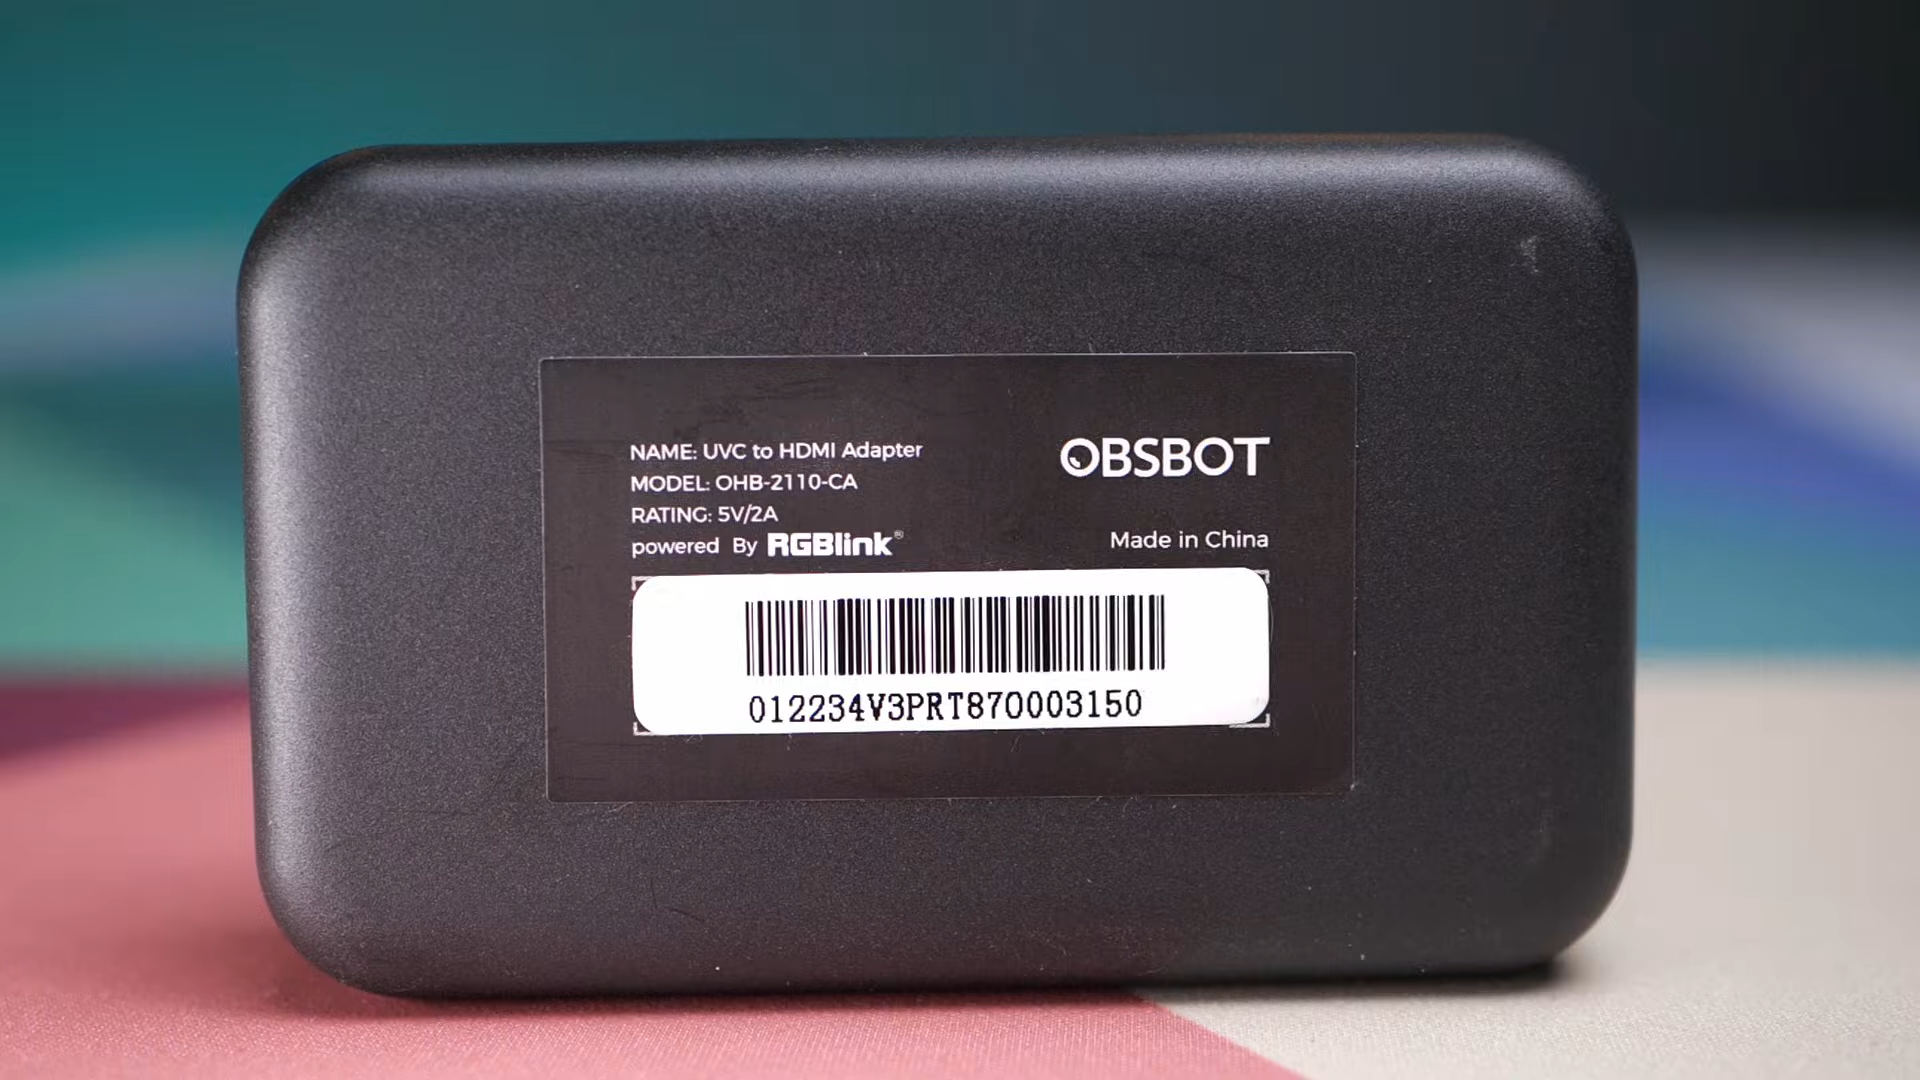 NAME: UVC to HDMI Adapter
MODEL: OHB-2110-CA
RATING: 5V/2A
powered By RGBlink®
OBSBOT
Made in China
012234V3PRT870003150